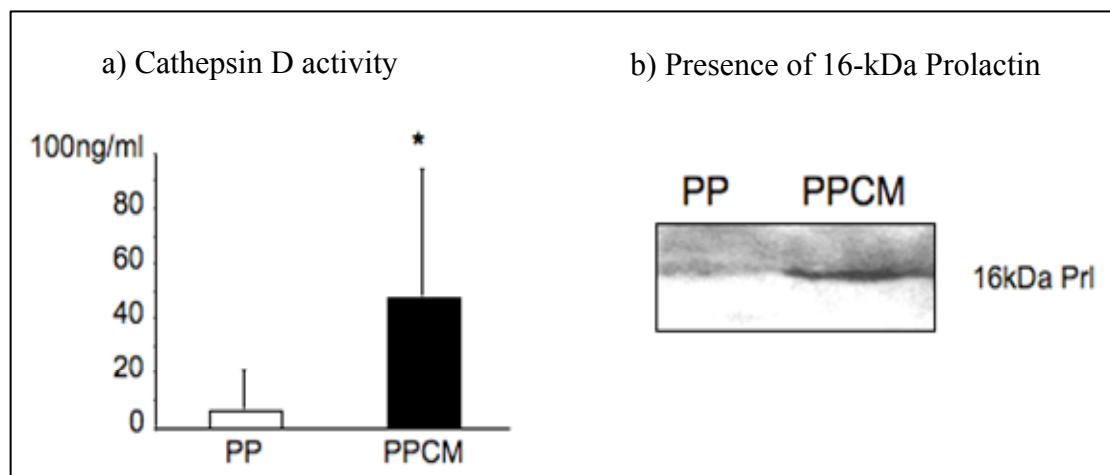 a) Cathepsin D activity
100ng/ml
80
60
40
20
0
*
PP
PPCM
b) Presence of 16-kDa Prolactin
PP PPCM
16kDa Prl